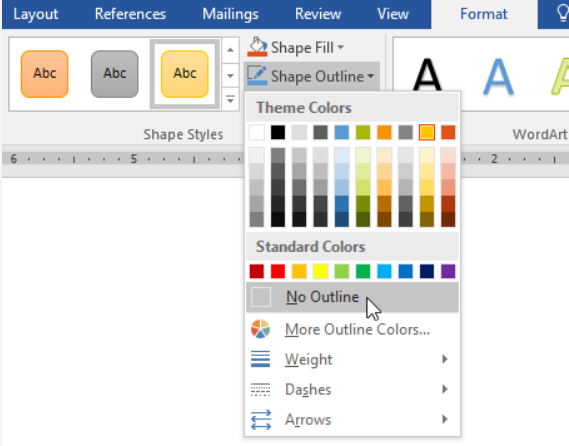 Layout References Mailings Review View Format
Abc Abc Abc Shape Fill A A A
Shape Outline
Theme Colors
Shape Styles WordArt
6 5 2
Standard Colors
No Outline
More Outline Colors...
Weight
Dashes
Arrows